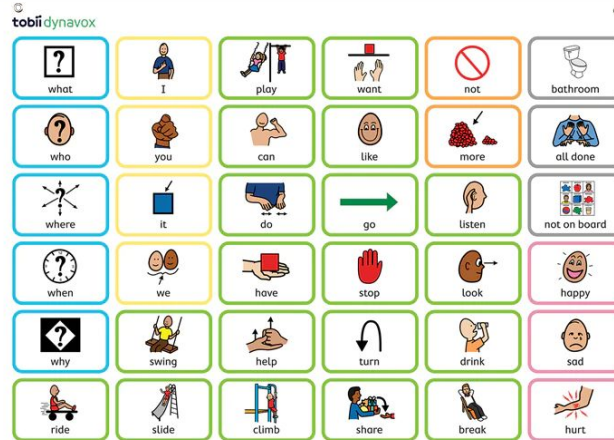 tobii dynavox
what I play want not bathroom
who you can like more all done
where it do go listen not on board
when we have stop look happy
why swing help turn drink sad
ride slide climb share break hurt